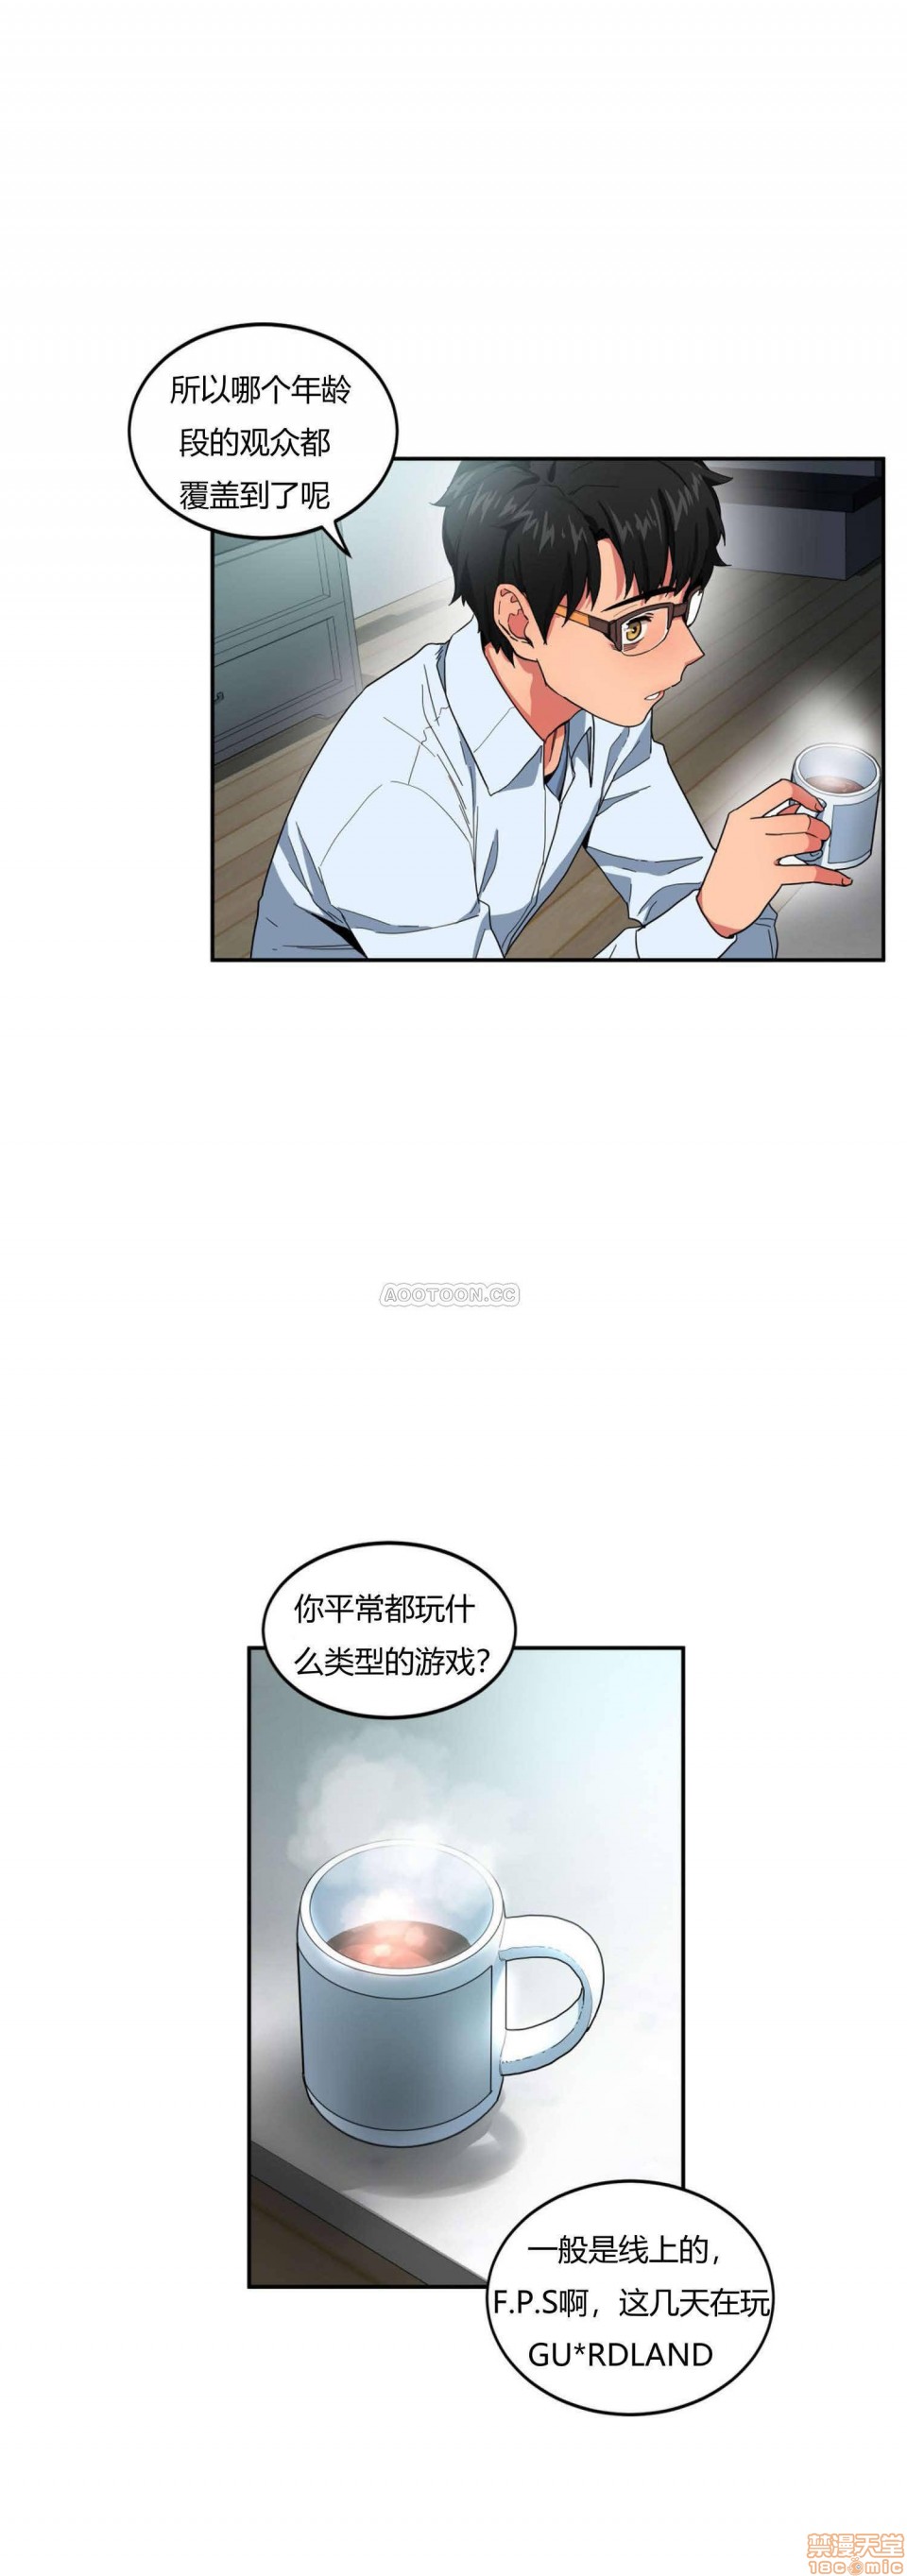 所以哪个年龄
段的观众都
覆盖到了呢
AOOTOON.CC
你平常都玩什
么类型的游戏?
一般是线上的,
F.P.S啊，这几天在玩
GU*RDLAND
禁漫天堂
18comic